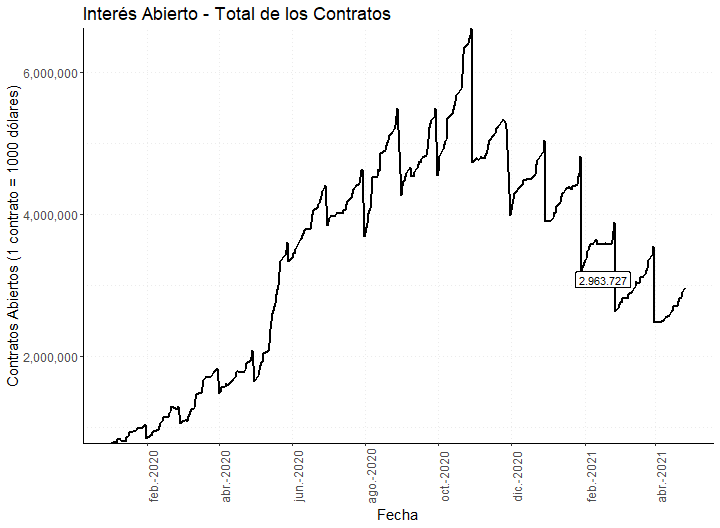 Interés Abierto - Total de los Contratos
Contratos Abiertos (1 contrato = 1000 dólares)
6,000,000
4,000,000
2,000,000
2.963.727
feb.-2020
abr.-2020
jun.-2020
ago.-2020
oct.-2020
dic.-2020
feb.-2021
abr.-2021
Fecha